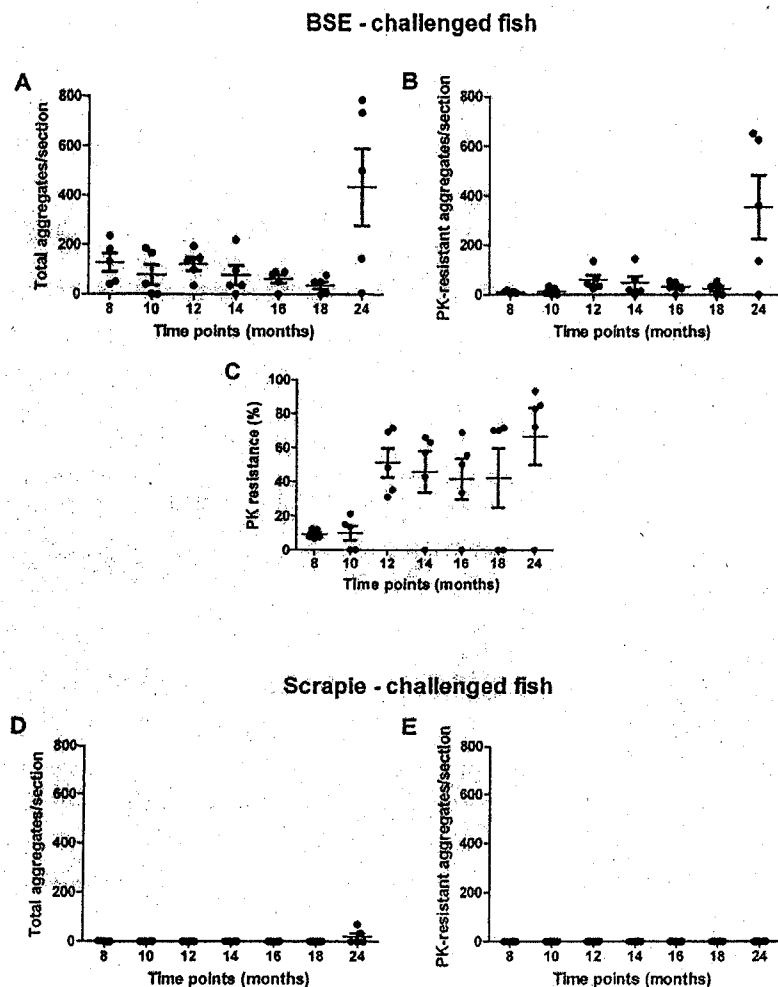 BSE - challenged fish
A
Total aggregates/section
800
600
400
200
0
8 10 12 14 16 18 24
Time points (months)
B
PK-resistant aggregates/section
800
600
400
200
0
8 10 12 14 16 18 24
Time points (months)
C
PK resistance (%)
100
80
60
40
20
0
8 10 12 14 16 18 24
Time points (months)
Scrapie - challenged fish
D
Total aggregates/section
800
600
400
200
0
8 10 12 14 16 18 24
Time points (months)
E
PK-resistant aggregates/section
800
600
400
200
0
8 10 12 14 16 18 24
Time points (months)